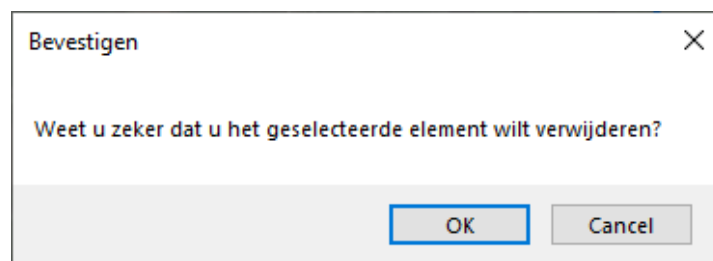 Bevestigen
Weet u zeker dat u het geselecteerde element wilt verwijderen?
OK
Cancel